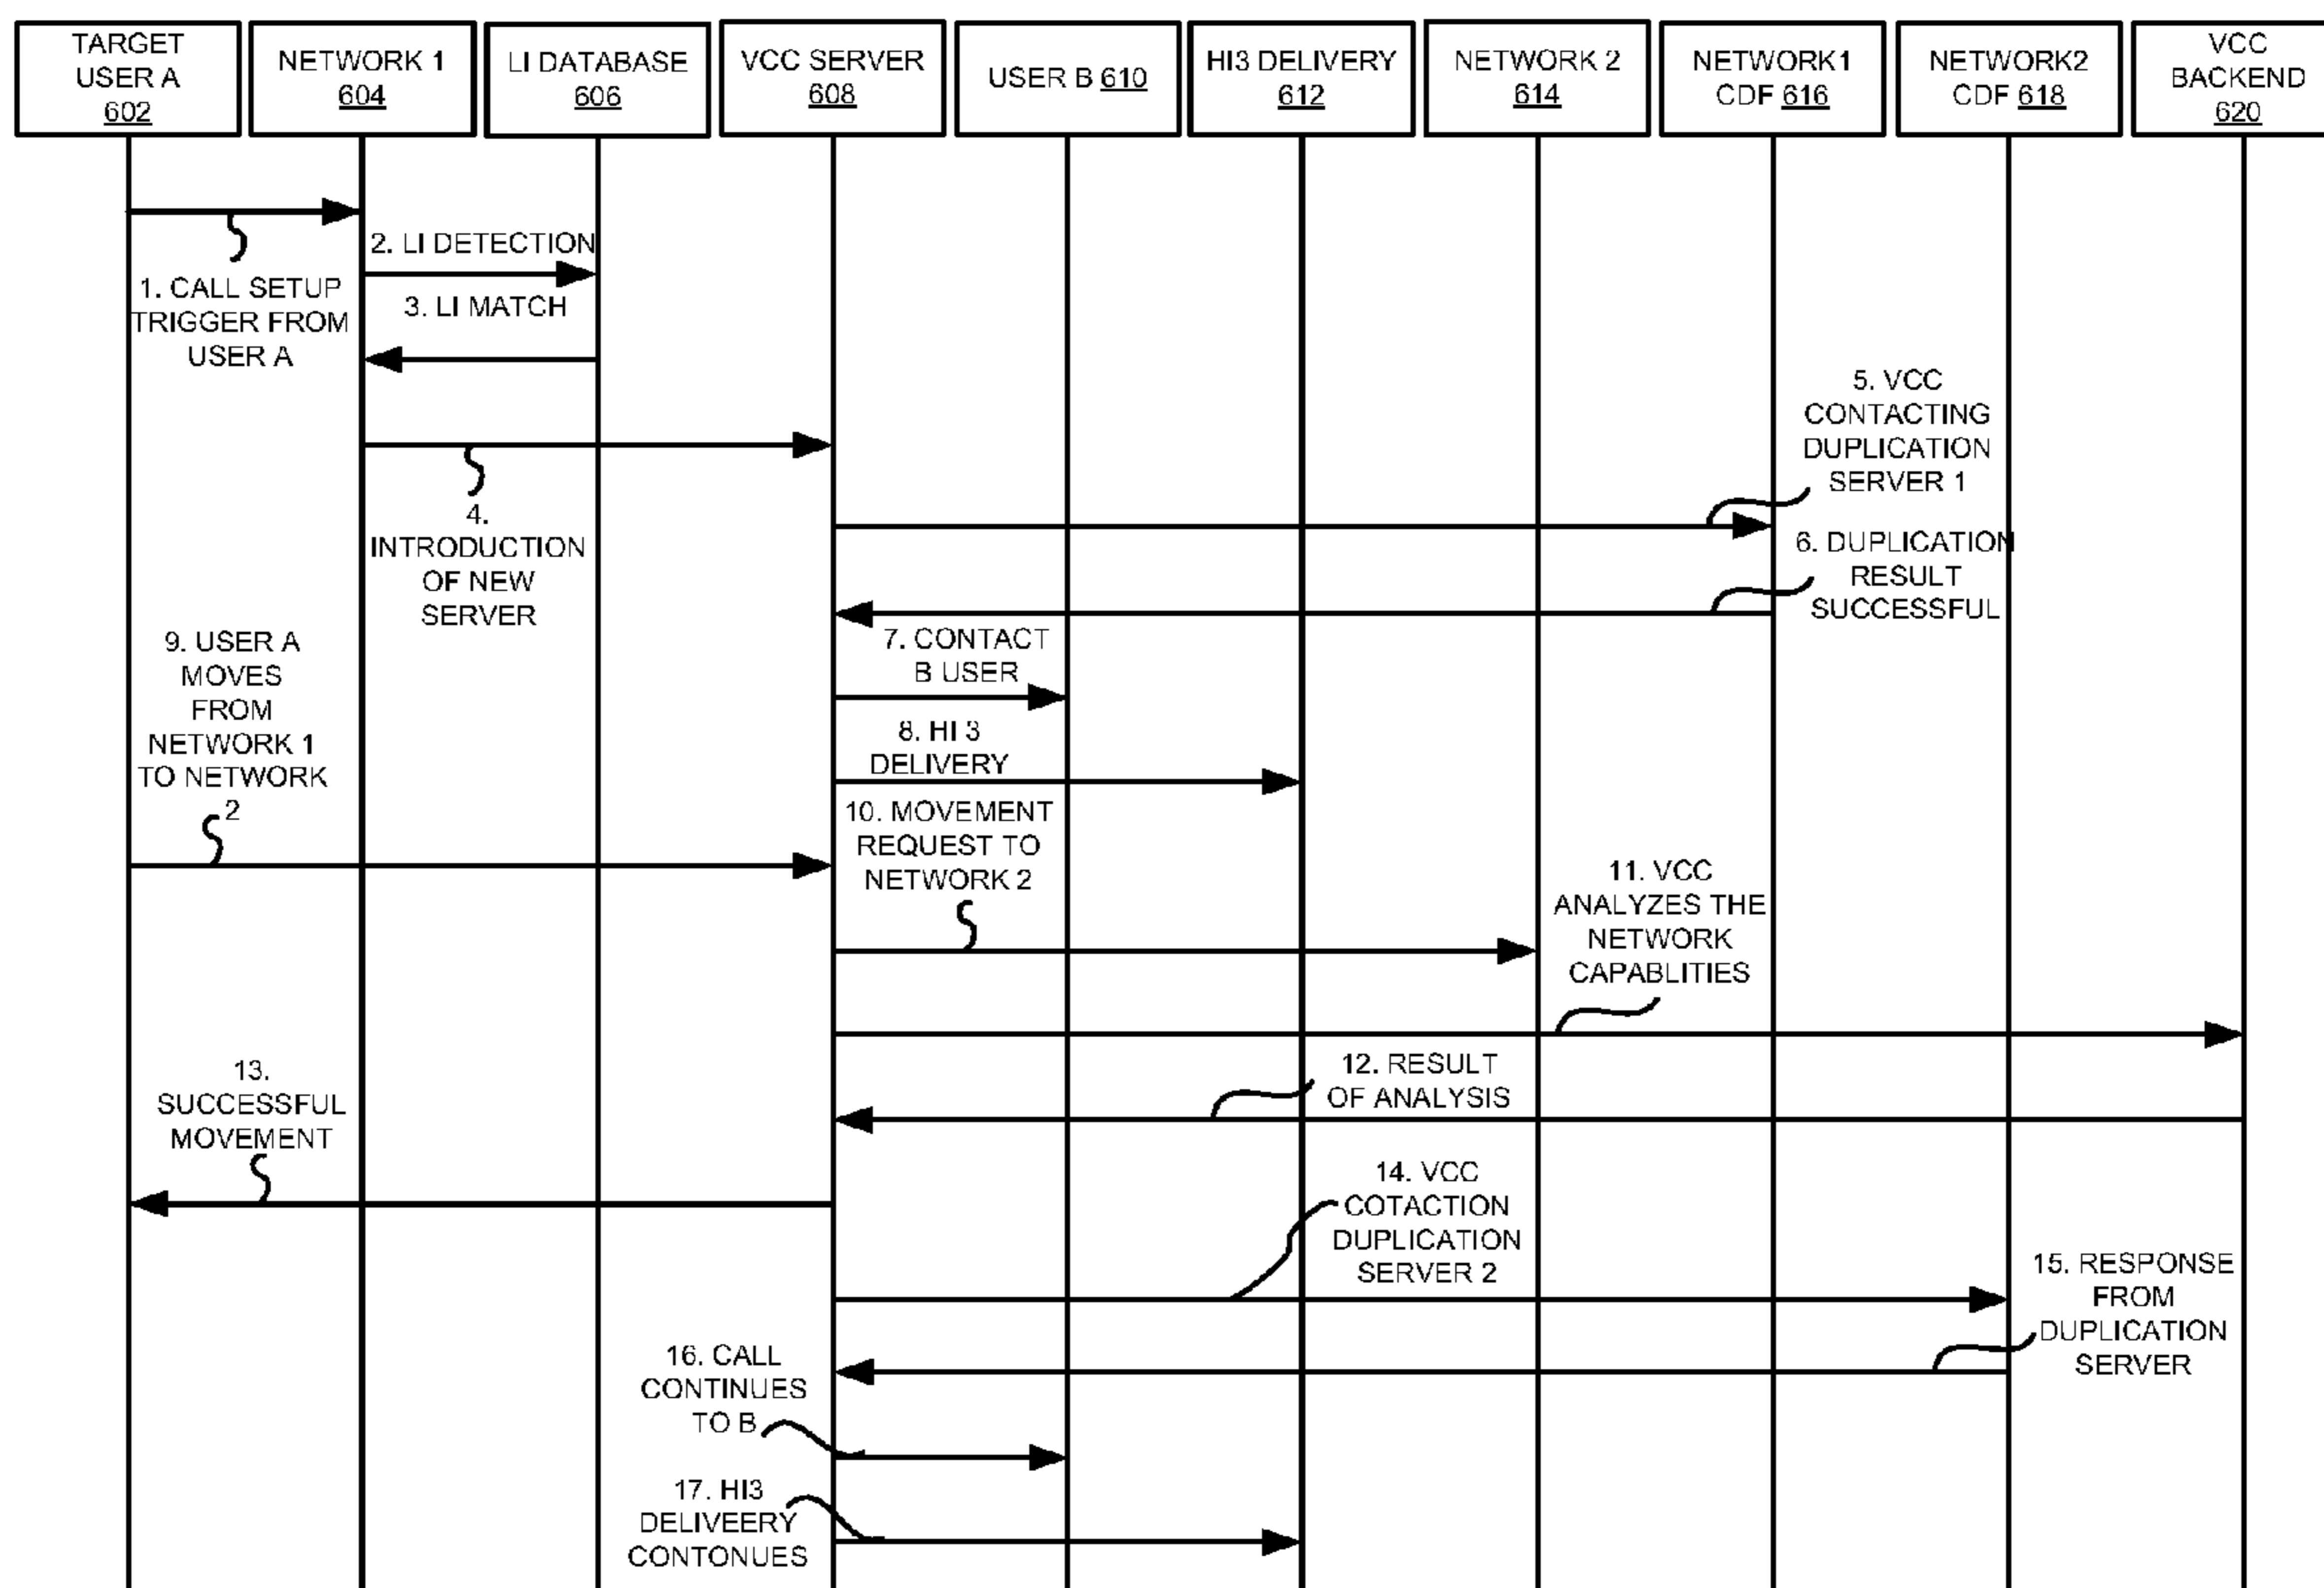 TARGET
USER A
602
NETWORK 1
604
LI DATABASE
606
VCC SERVER
608
USER B 610
HI3 DELIVERY
612
NETWORK 2
614
NETWORK1
CDF 616
NETWORK2
CDF 618
VCC
BACKEND
620
1. CALL SETUP
TRIGGER FROM
USER A
2. LI DETECTION
3. LI MATCH
4.
INTRODUCTION
OF NEW
SERVER
5. VCC
CONTACTING
DUPLICATION
SERVER 1
6. DUPLICATION
RESULT
SUCCESSFUL
7. CONTACT
B USER
8. HI 3
DELIVERY
9. USER A
MOVES
FROM
NETWORK 1
TO NETWORK
2
10. MOVEMENT
REQUEST TO
NETWORK 2
11. VCC
ANALYZES THE
NETWORK
CAPABLITIES
12. RESULT
OF ANALYSIS
13.
SUCCESSFUL
MOVEMENT
14. VCC
COTACTION
DUPLICATION
SERVER 2
15. RESPONSE
FROM
DUPLICATION
SERVER
16. CALL
CONTINUES
TO B
17. HI3
DELIVEERY
CONTONUES